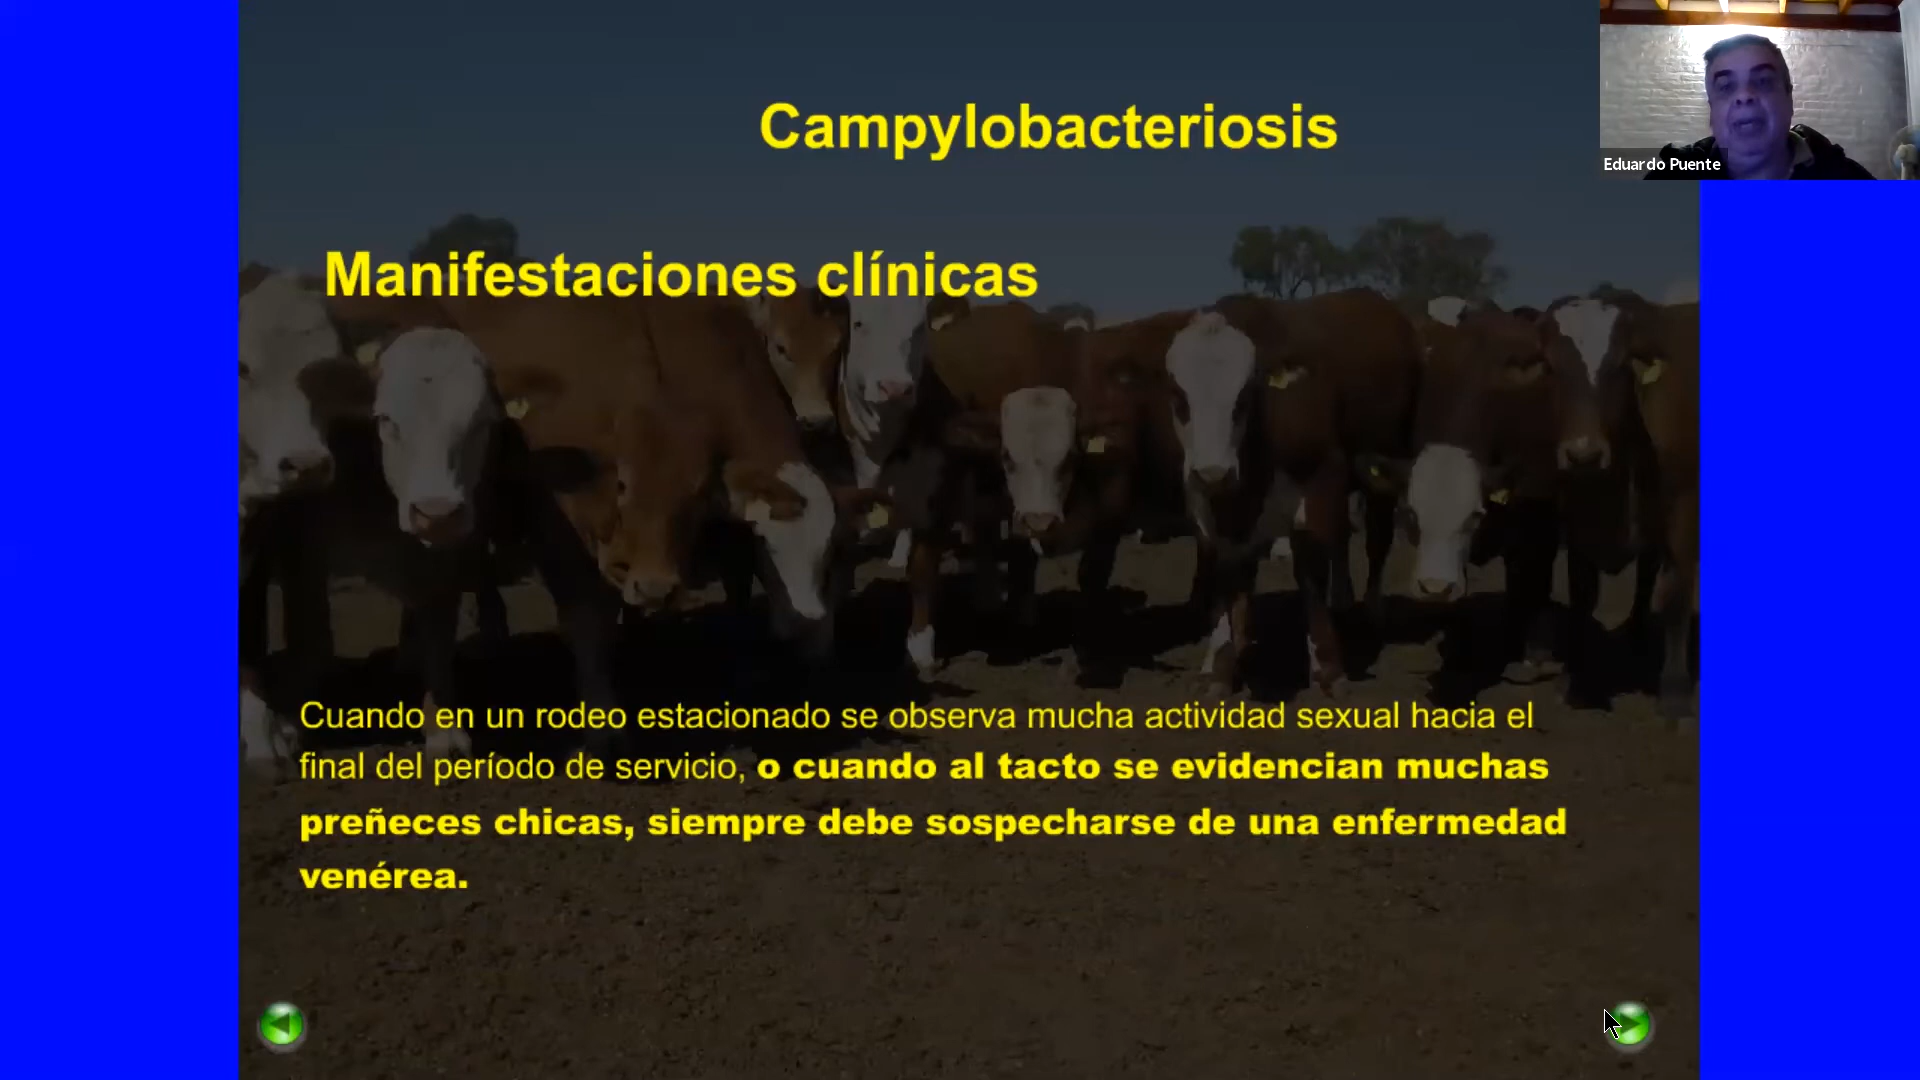 Campylobacteriosis
Eduardo Puente
Manifestaciones clínicas
Cuando en un rodeo estacionado se observa mucha actividad sexual hacia el
final del período de servicio, o cuando al tacto se evidencian muchas
preñeces chicas, siempre debe sospecharse de una enfermedad
venérea.